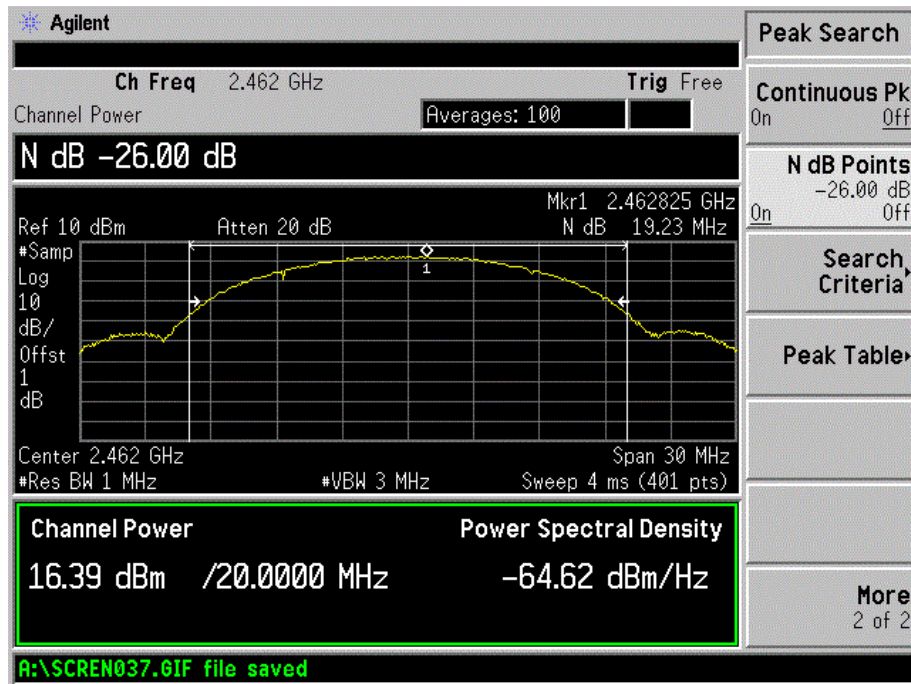 Agilent
Peak Search
Ch Freq 2.462 GHz Trig Free
Channel Power Averages: 100
Continuous Pk
On Off
N dB -26.00 dB
N dB Points
-26.00 dB
On Off
Mkr1 2.462825 GHz
Ref 10 dBm Atten 20 dB N dB 19.23 MHz
#Samp
Log
10
dB/
Offst
1
dB
1
Search
Criteria
Peak Table
Center 2.462 GHz Span 30 MHz
#Res BW 1 MHz #VBW 3 MHz Sweep 4 ms (401 pts)
Channel Power Power Spectral Density
16.39 dBm /20.0000 MHz -64.62 dBm/Hz
More
2 of 2
A:\SCREN037.GIF file saved